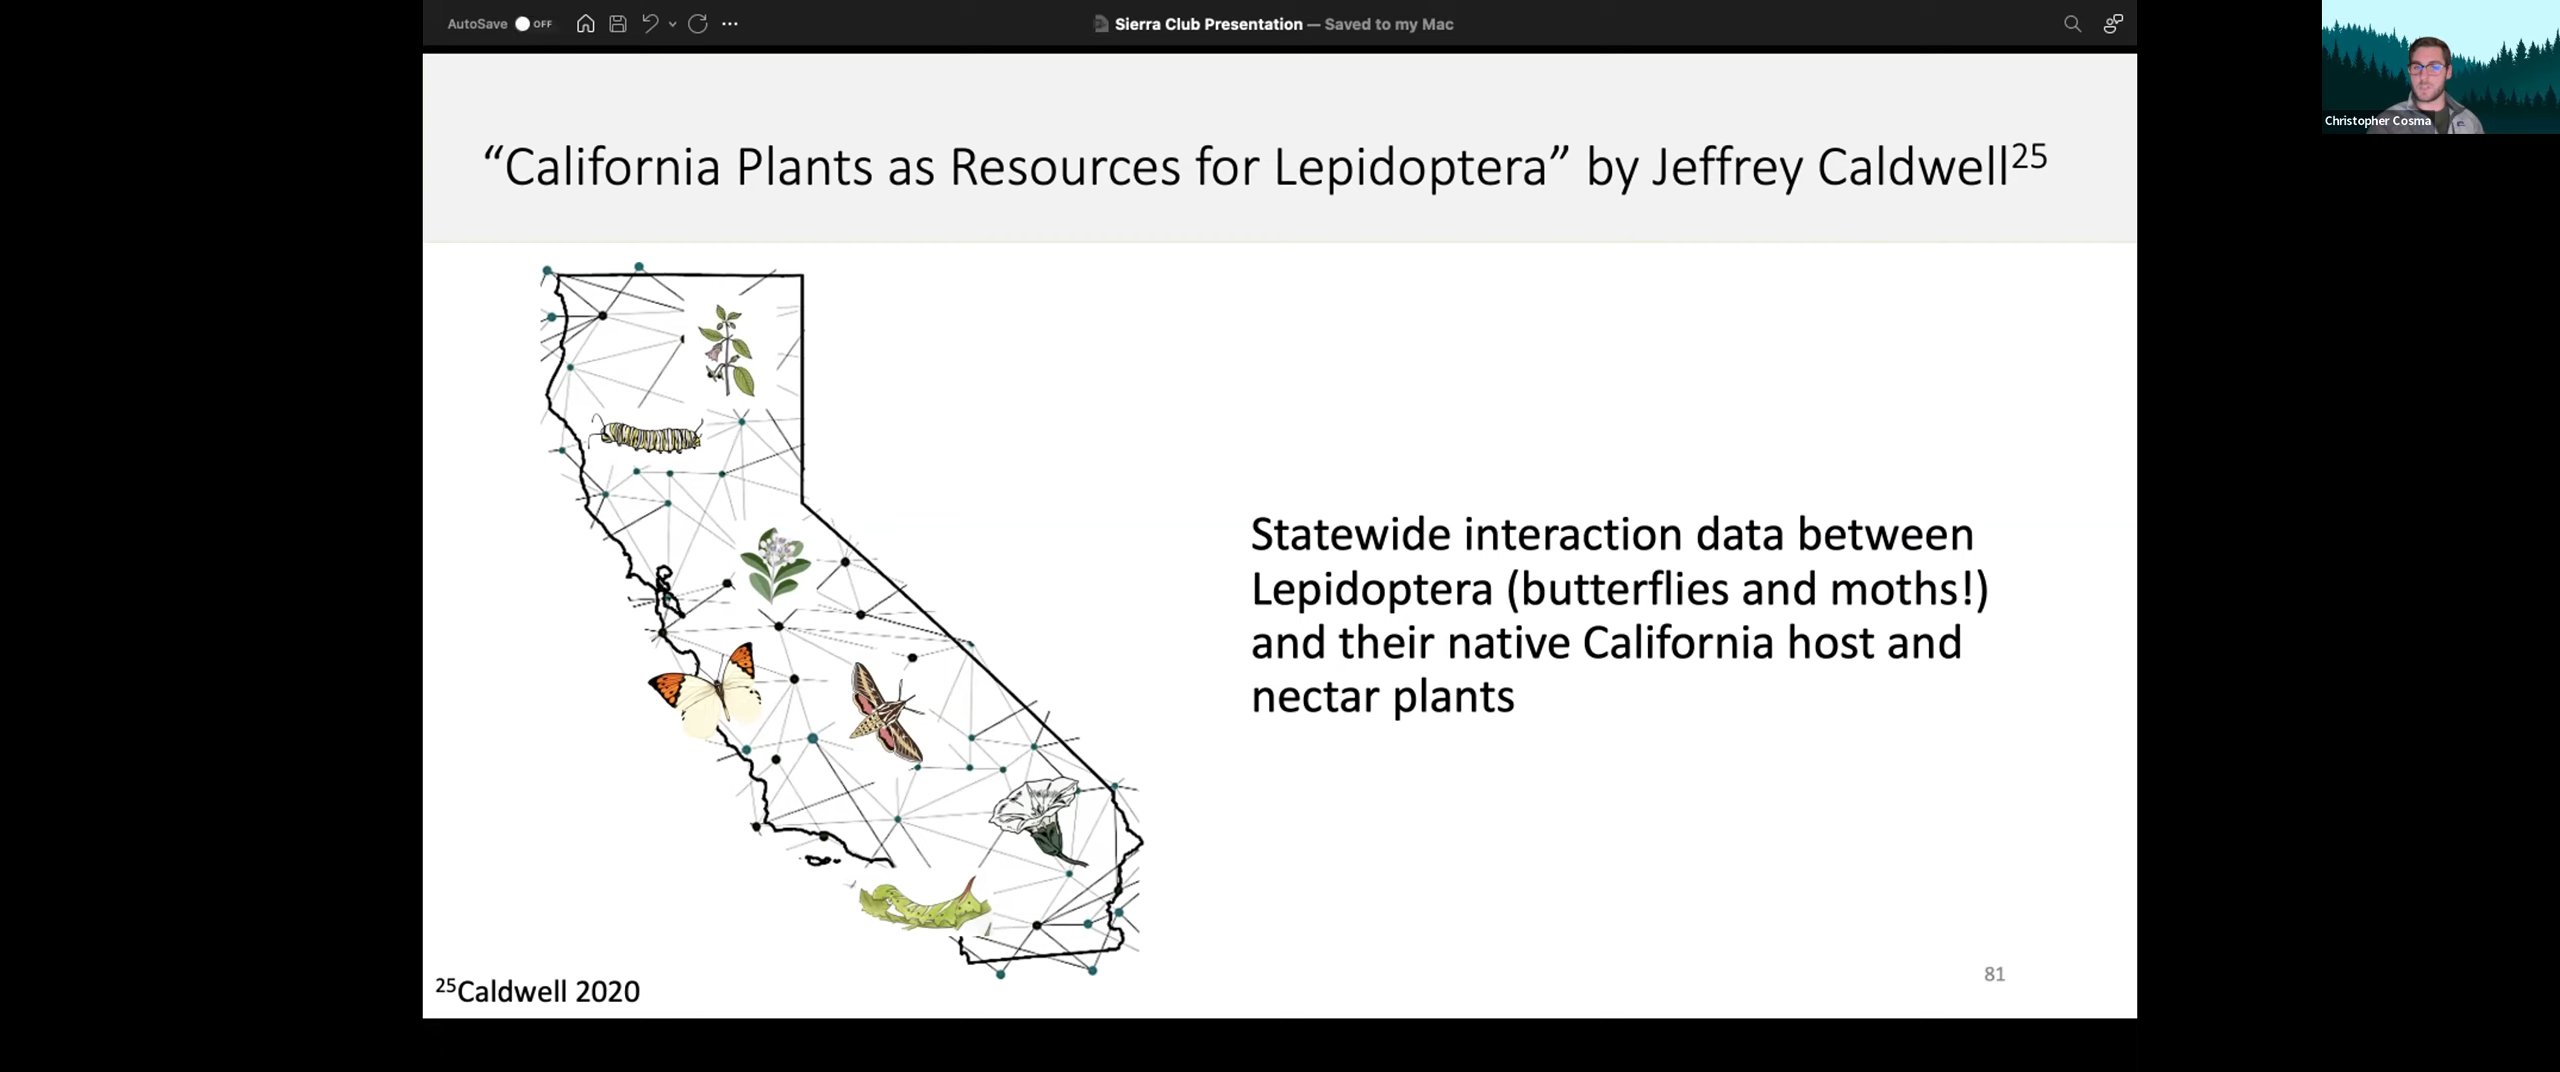 AutoSave OFF
Sierra Club Presentation — Saved to my Mac
Christopher Cosma
“California Plants as Resources for Lepidoptera” by Jeffrey Caldwell25
Statewide interaction data between
Lepidoptera (butterflies and moths!)
and their native California host and
nectar plants
25Caldwell 2020
81